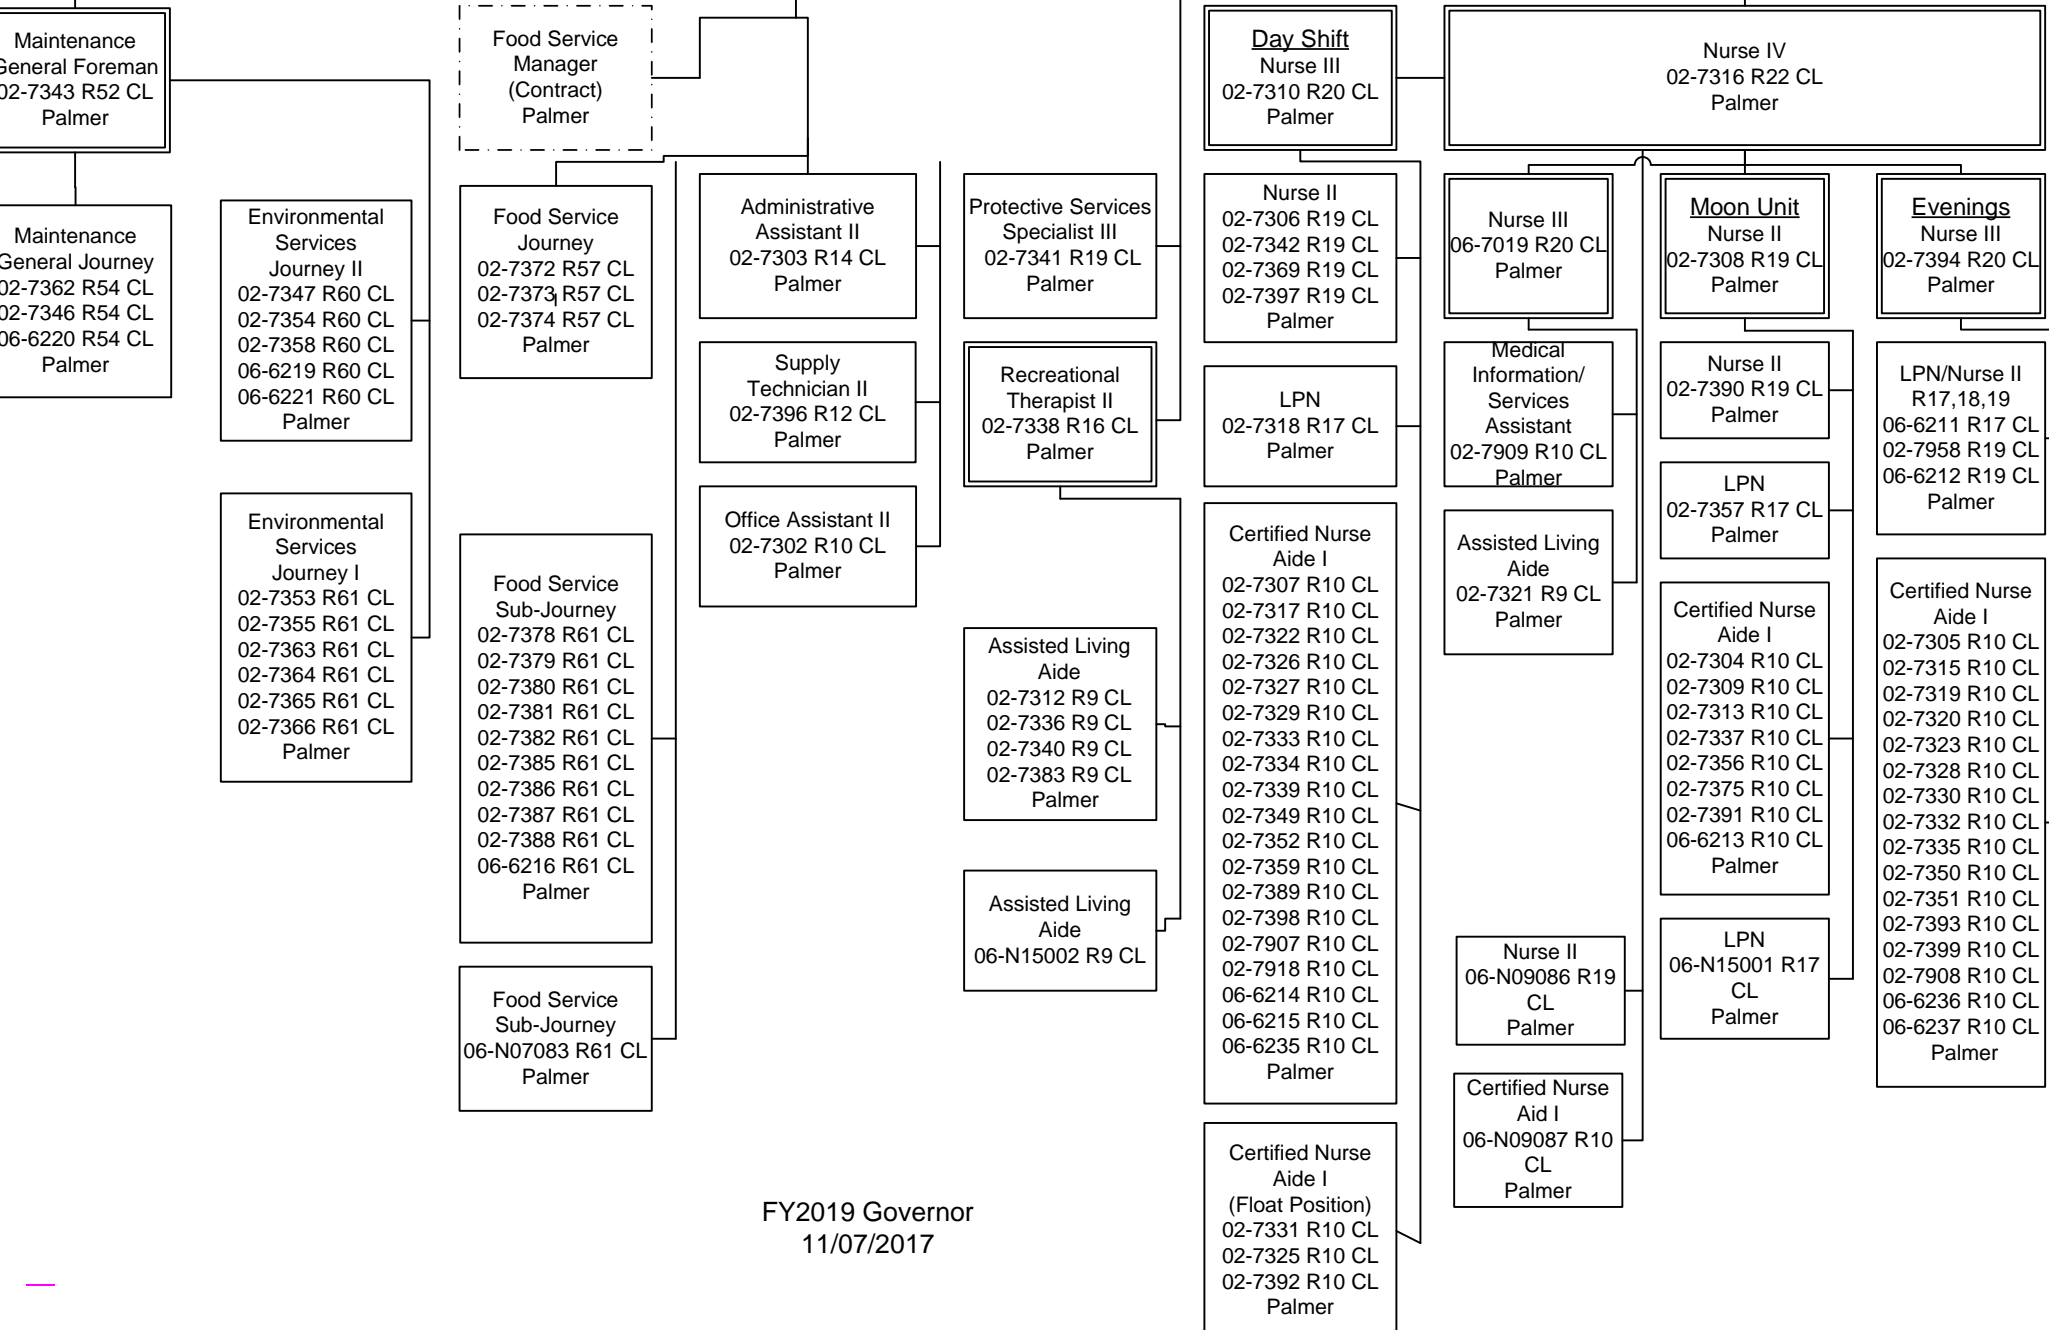 Maintenance
General Foreman
02-7343 R52 CL
Palmer
Maintenance
General Journey
02-7362 R54 CL
02-7346 R54 CL
06-6220 R54 CL
Palmer
Environmental
Services
Journey II
02-7347 R60 CL
02-7354 R60 CL
02-7358 R60 CL
06-6219 R60 CL
06-6221 R60 CL
Palmer
Environmental
Services
Journey I
02-7353 R61 CL
02-7355 R61 CL
02-7363 R61 CL
02-7364 R61 CL
02-7365 R61 CL
02-7366 R61 CL
Palmer
Food Service
Manager
(Contract)
Palmer
Food Service
Journey
02-7372 R57 CL
02-7373 R57 CL
02-7374 R57 CL
Palmer
Food Service
Sub-Journey
02-7378 R61 CL
02-7379 R61 CL
02-7380 R61 CL
02-7381 R61 CL
02-7382 R61 CL
02-7385 R61 CL
02-7386 R61 CL
02-7387 R61 CL
02-7388 R61 CL
06-6216 R61 CL
Palmer
Food Service
Sub-Journey
06-N07083 R61 CL
Palmer
Administrative
Assistant II
02-7303 R14 CL
Palmer
Supply
Technician II
02-7396 R12 CL
Palmer
Office Assistant II
02-7302 R10 CL
Palmer
Protective Services
Specialist III
02-7341 R19 CL
Palmer
Recreational
Therapist II
02-7338 R16 CL
Palmer
Assisted Living
Aide
02-7312 R9 CL
02-7336 R9 CL
02-7340 R9 CL
02-7383 R9 CL
Palmer
Assisted Living
Aide
06-N15002 R9 CL
Day Shift
Nurse III
02-7310 R20 CL
Palmer
Nurse II
02-7306 R19 CL
02-7342 R19 CL
02-7369 R19 CL
02-7397 R19 CL
Palmer
LPN
02-7318 R17 CL
Palmer
Certified Nurse
Aide I
02-7307 R10 CL
02-7317 R10 CL
02-7322 R10 CL
02-7326 R10 CL
02-7327 R10 CL
02-7329 R10 CL
02-7333 R10 CL
02-7334 R10 CL
02-7339 R10 CL
02-7349 R10 CL
02-7352 R10 CL
02-7359 R10 CL
02-7389 R10 CL
02-7398 R10 CL
02-7907 R10 CL
02-7918 R10 CL
06-6214 R10 CL
06-6215 R10 CL
06-6235 R10 CL
Palmer
Certified Nurse
Aide I
(Float Position)
02-7331 R10 CL
02-7325 R10 CL
02-7392 R10 CL
Palmer
Nurse IV
02-7316 R22 CL
Palmer
Nurse III
06-7019 R20 CL
Palmer
Medical
Information/
Services
Assistant
02-7909 R10 CL
Palmer
Assisted Living
Aide
02-7321 R9 CL
Palmer
Nurse II
06-N09086 R19
CL
Palmer
Certified Nurse
Aid I
06-N09087 R10
CL
Palmer
Moon Unit
Nurse II
02-7308 R19 CL
Palmer
Nurse II
02-7390 R19 CL
Palmer
LPN
02-7357 R17 CL
Palmer
Certified Nurse
Aide I
02-7304 R10 CL
02-7309 R10 CL
02-7313 R10 CL
02-7337 R10 CL
02-7356 R10 CL
02-7375 R10 CL
02-7391 R10 CL
06-6213 R10 CL
Palmer
LPN
06-N15001 R17
CL
Palmer
Evenings
Nurse III
02-7394 R20 CL
Palmer
LPN/Nurse II
R17,18,19
06-6211 R17 CL
02-7958 R19 CL
06-6212 R19 CL
Palmer
Certified Nurse
Aide I
02-7305 R10 CL
02-7315 R10 CL
02-7319 R10 CL
02-7320 R10 CL
02-7323 R10 CL
02-7328 R10 CL
02-7330 R10 CL
02-7332 R10 CL
02-7335 R10 CL
02-7350 R10 CL
02-7351 R10 CL
02-7393 R10 CL
02-7399 R10 CL
02-7908 R10 CL
06-6236 R10 CL
06-6237 R10 CL
Palmer
FY2019 Governor
11/07/2017